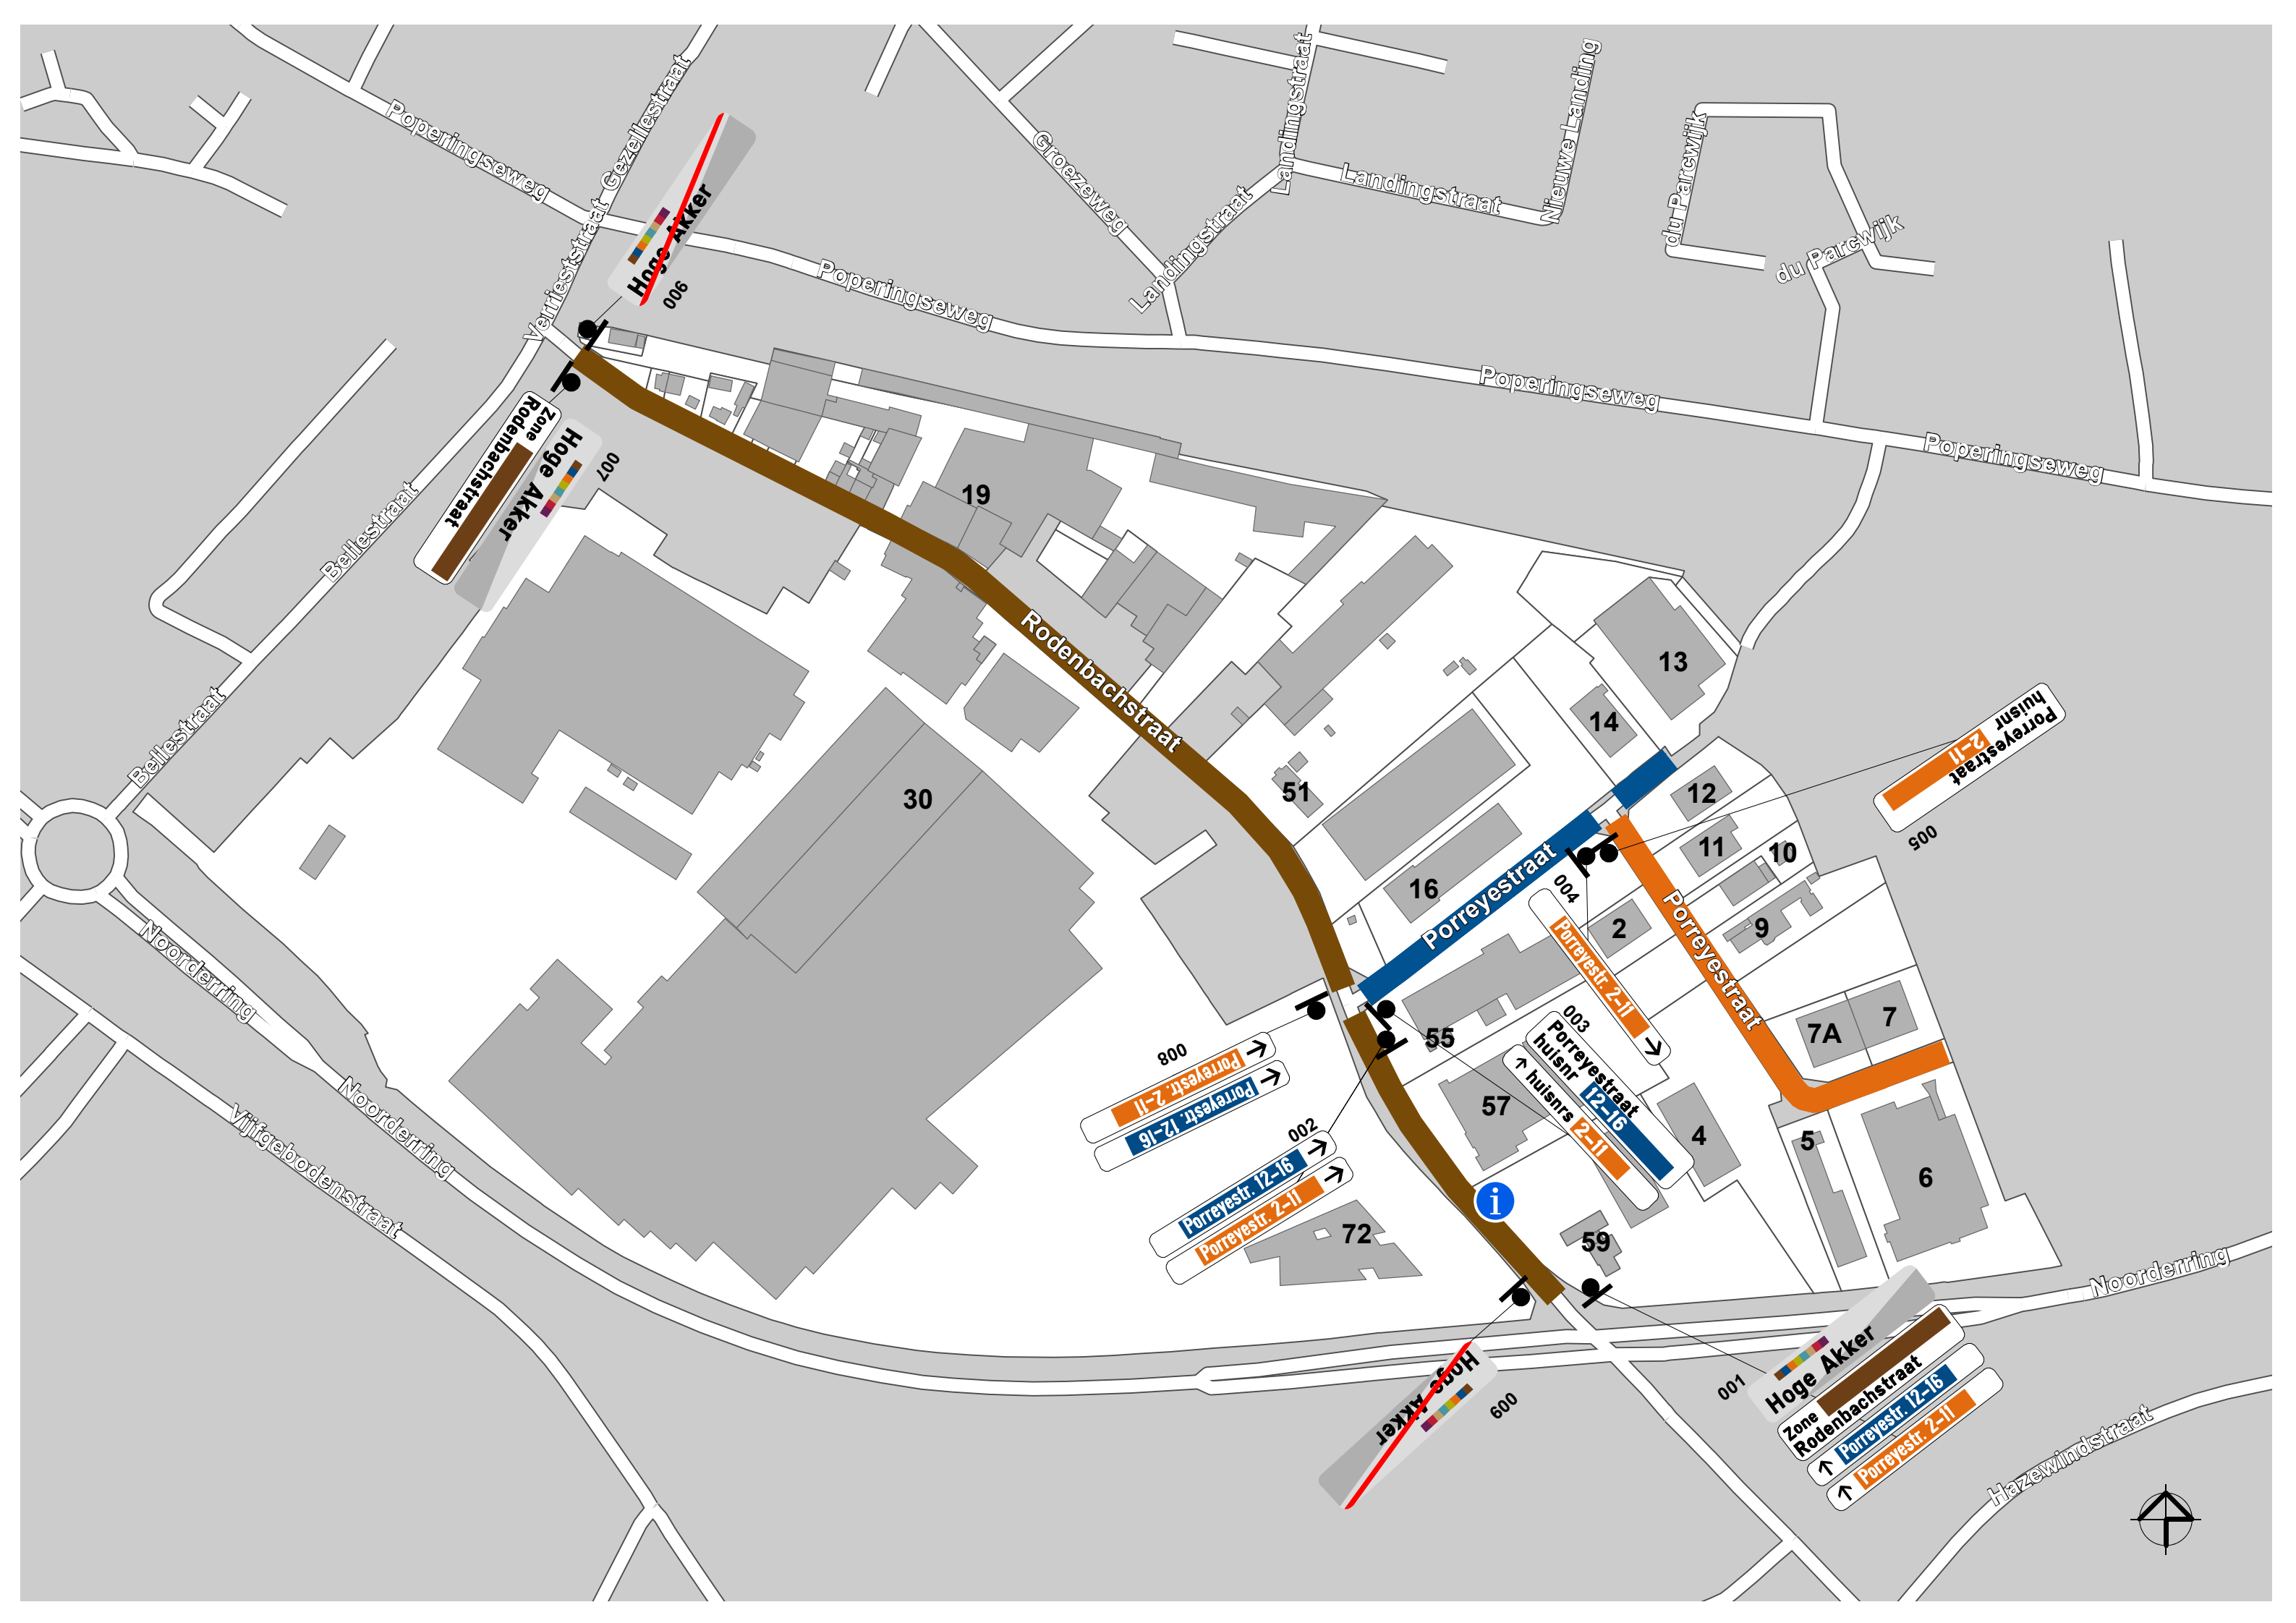 Poperingseweg
Gezellestraat
Verrieststraat
Hoge Akker
006
Groezeweg
Landingstraat
Landingstraat
Landingstraat
Nieuwe Landing
du Parcwijk
du Parcwijk
Poperingseweg
Poperingseweg
Poperingseweg
Zone
Rodenbachstraat
Hoge Akker
007
Bellestraat
Bellestraat
19
Rodenbachstraat
30
51
13
14
12
11
10
9
16
2
7A
7
55
57
4
5
6
59
72
Porreyestraat
Porreyestraat
Porreyestraat
huisnr
2-11
005
004
Porreyestr. 2-11
003
Porreyestraat
huisnr 12-16
huisnrs 2-11
008
Porreyestr. 2-11
Porreyestr. 12-16
002
Porreyestr. 12-16
Porreyestr. 2-11
i
Noorderring
Noorderring
Noorderring
Vijfgebodenstraat
Hoge Akker
009
001
Hoge Akker
Zone
Rodenbachstraat
Porreyestr. 12-16
Porreyestr. 2-11
Hazewindstraat